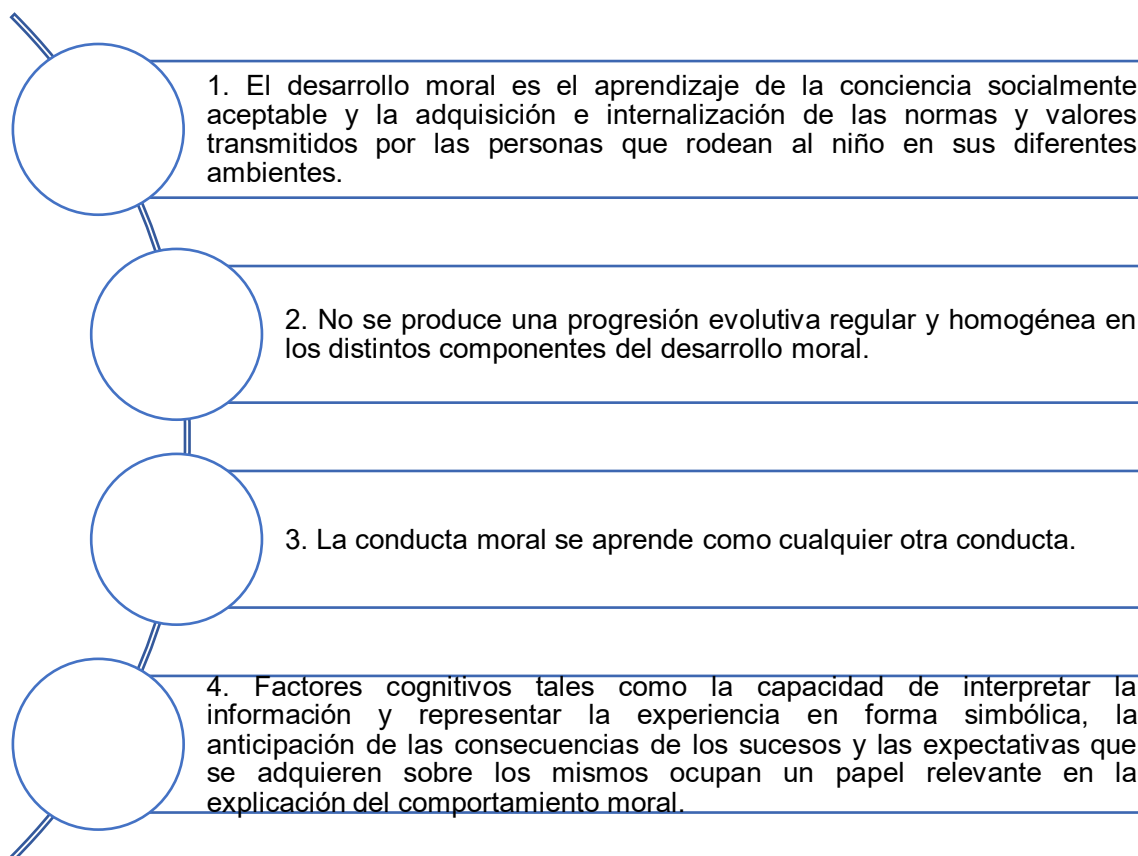 1. El desarrollo moral es el aprendizaje de la conciencia socialmente
aceptable y la adquisición e internalización de las normas y valores
transmitidos por las personas que rodean al niño en sus diferentes
ambientes.
2. No se produce una progresión evolutiva regular y homogénea en
los distintos componentes del desarrollo moral.
3. La conducta moral se aprende como cualquier otra conducta.
4. Factores cognitivos tales como la capacidad de interpretar la
información y representar la experiencia en forma simbólica, la
anticipación de las consecuencias de los sucesos y las expectativas que
se adquieren sobre los mismos ocupan un papel relevante en la
explicación del comportamiento moral.